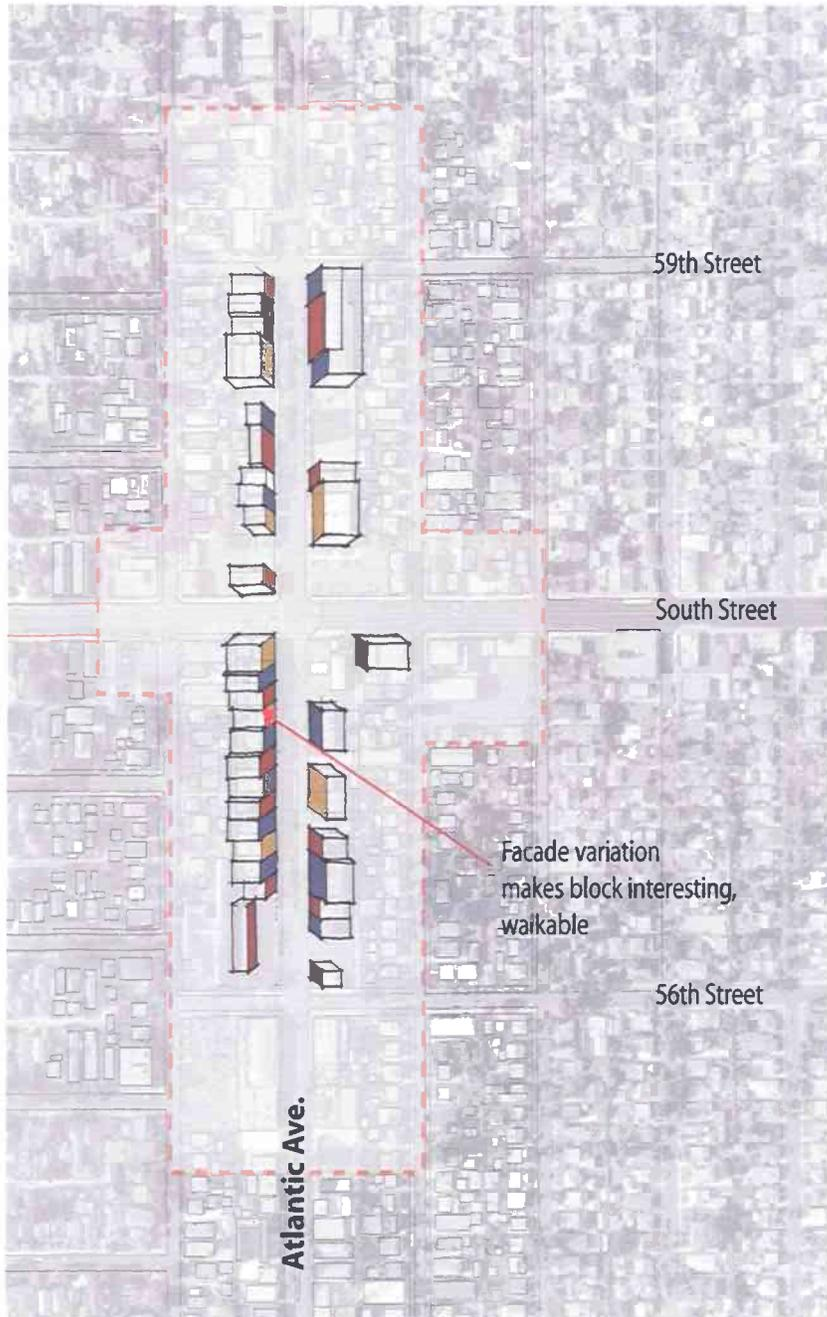 59th Street
South Street
Facade variation
makes block interesting,
walkable
56th Street
Atlantic Ave.